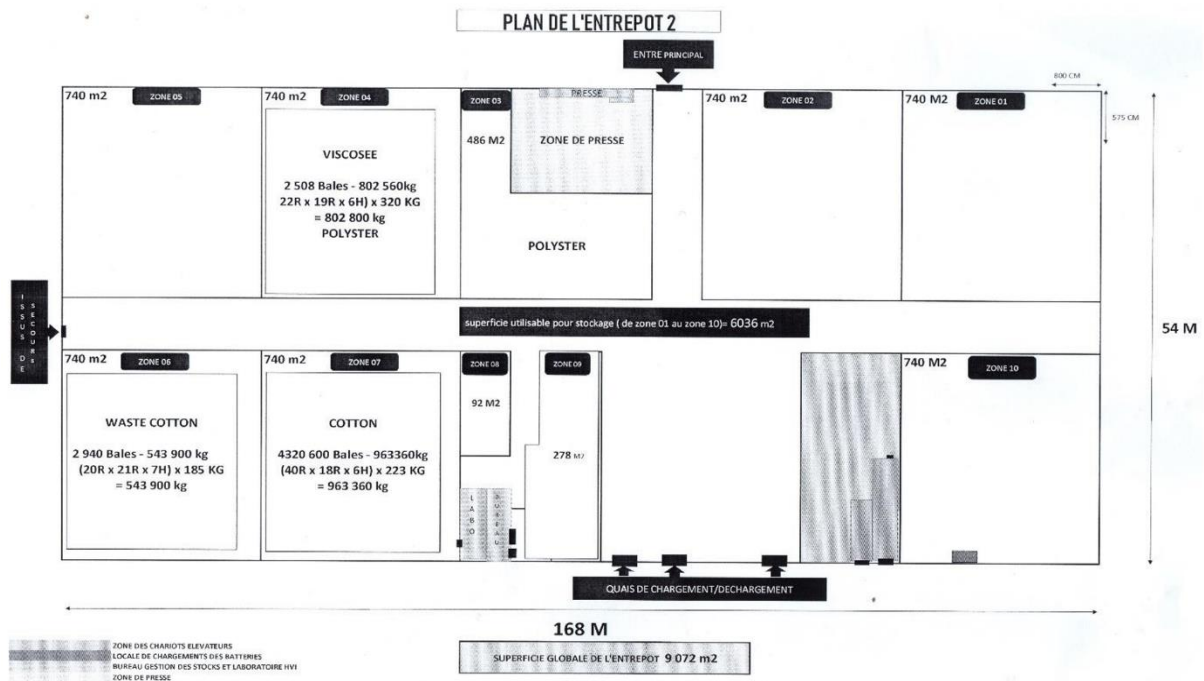 PLAN DE L'ENTREPOT 2
ENTRE PRINCIPAL
800 CM
575 CM
740 m2 ZONE 05
740 m2 ZONE 04
VISCOSEE
2 508 Bales - 802 560kg
22R x 19R x 6H) x 320 KG
= 802 800 kg
POLYSTER
ZONE 03
486 M2
PRESSE
ZONE DE PRESSE
POLYSTER
740 m2 ZONE 02
740 M2 ZONE 01
ISSUS DE
SECOURS
superficie utilisable pour stockage ( de zone 01 au zone 10)= 6036 m2
54 M
740 m2 ZONE 06
WASTE COTTON
2 940 Bales - 543 900 kg
(20R x 21R x 7H) x 185 KG
= 543 900 kg
740 m2 ZONE 07
COTTON
4320 600 Bales - 963360kg
(40R x 18R x 6H) x 223 KG
= 963 360 kg
ZONE 08
92 M2
LABO
BUREAU
ZONE 09
278 M2
740 M2 ZONE 10
QUAIS DE CHARGEMENT/DECHARGEMENT
168 M
SUPERFICIE GLOBALE DE L'ENTREPOT 9 072 m2
ZONE DES CHARIOTS ELEVATEURS
LOCALE DE CHARGEMENTS DES BATTERIES
BUREAU GESTION DES STOCKS ET LABORATOIRE HVI
ZONE DE PRESSE